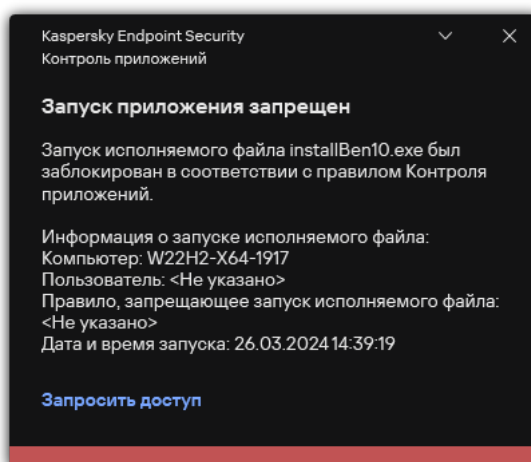 Kaspersky Endpoint Security
Контроль приложений
Запуск приложения запрещен
Запуск исполняемого файла installBen10.exe был
заблокирован в соответствии с правилом Контроля
приложений.
Информация о запуске исполняемого файла:
Компьютер: W22H2-X64-1917
Пользователь: <Не указано>
Правило, запрещающее запуск исполняемого файла:
<Не указано>
Дата и время запуска: 26.03.2024 14:39:19
Запросить доступ